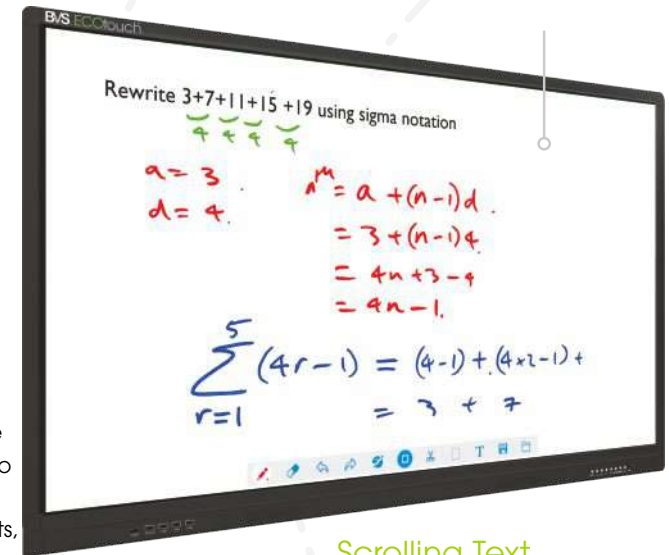 BVS ECOtouch
Rewrite 3+7+11+15 +19 using sigma notation
4 4 4 4
a = 3
d = 4.
nᵗʰ = a + (n-1)d.
= 3 + (n-1)4.
= 4n + 3 - 4
= 4n - 1.
5
∑ (4r-1) = (4-1) + (4×2-1) +
r=1
= 3 + 7
T
o
ts,
Scrolling Text